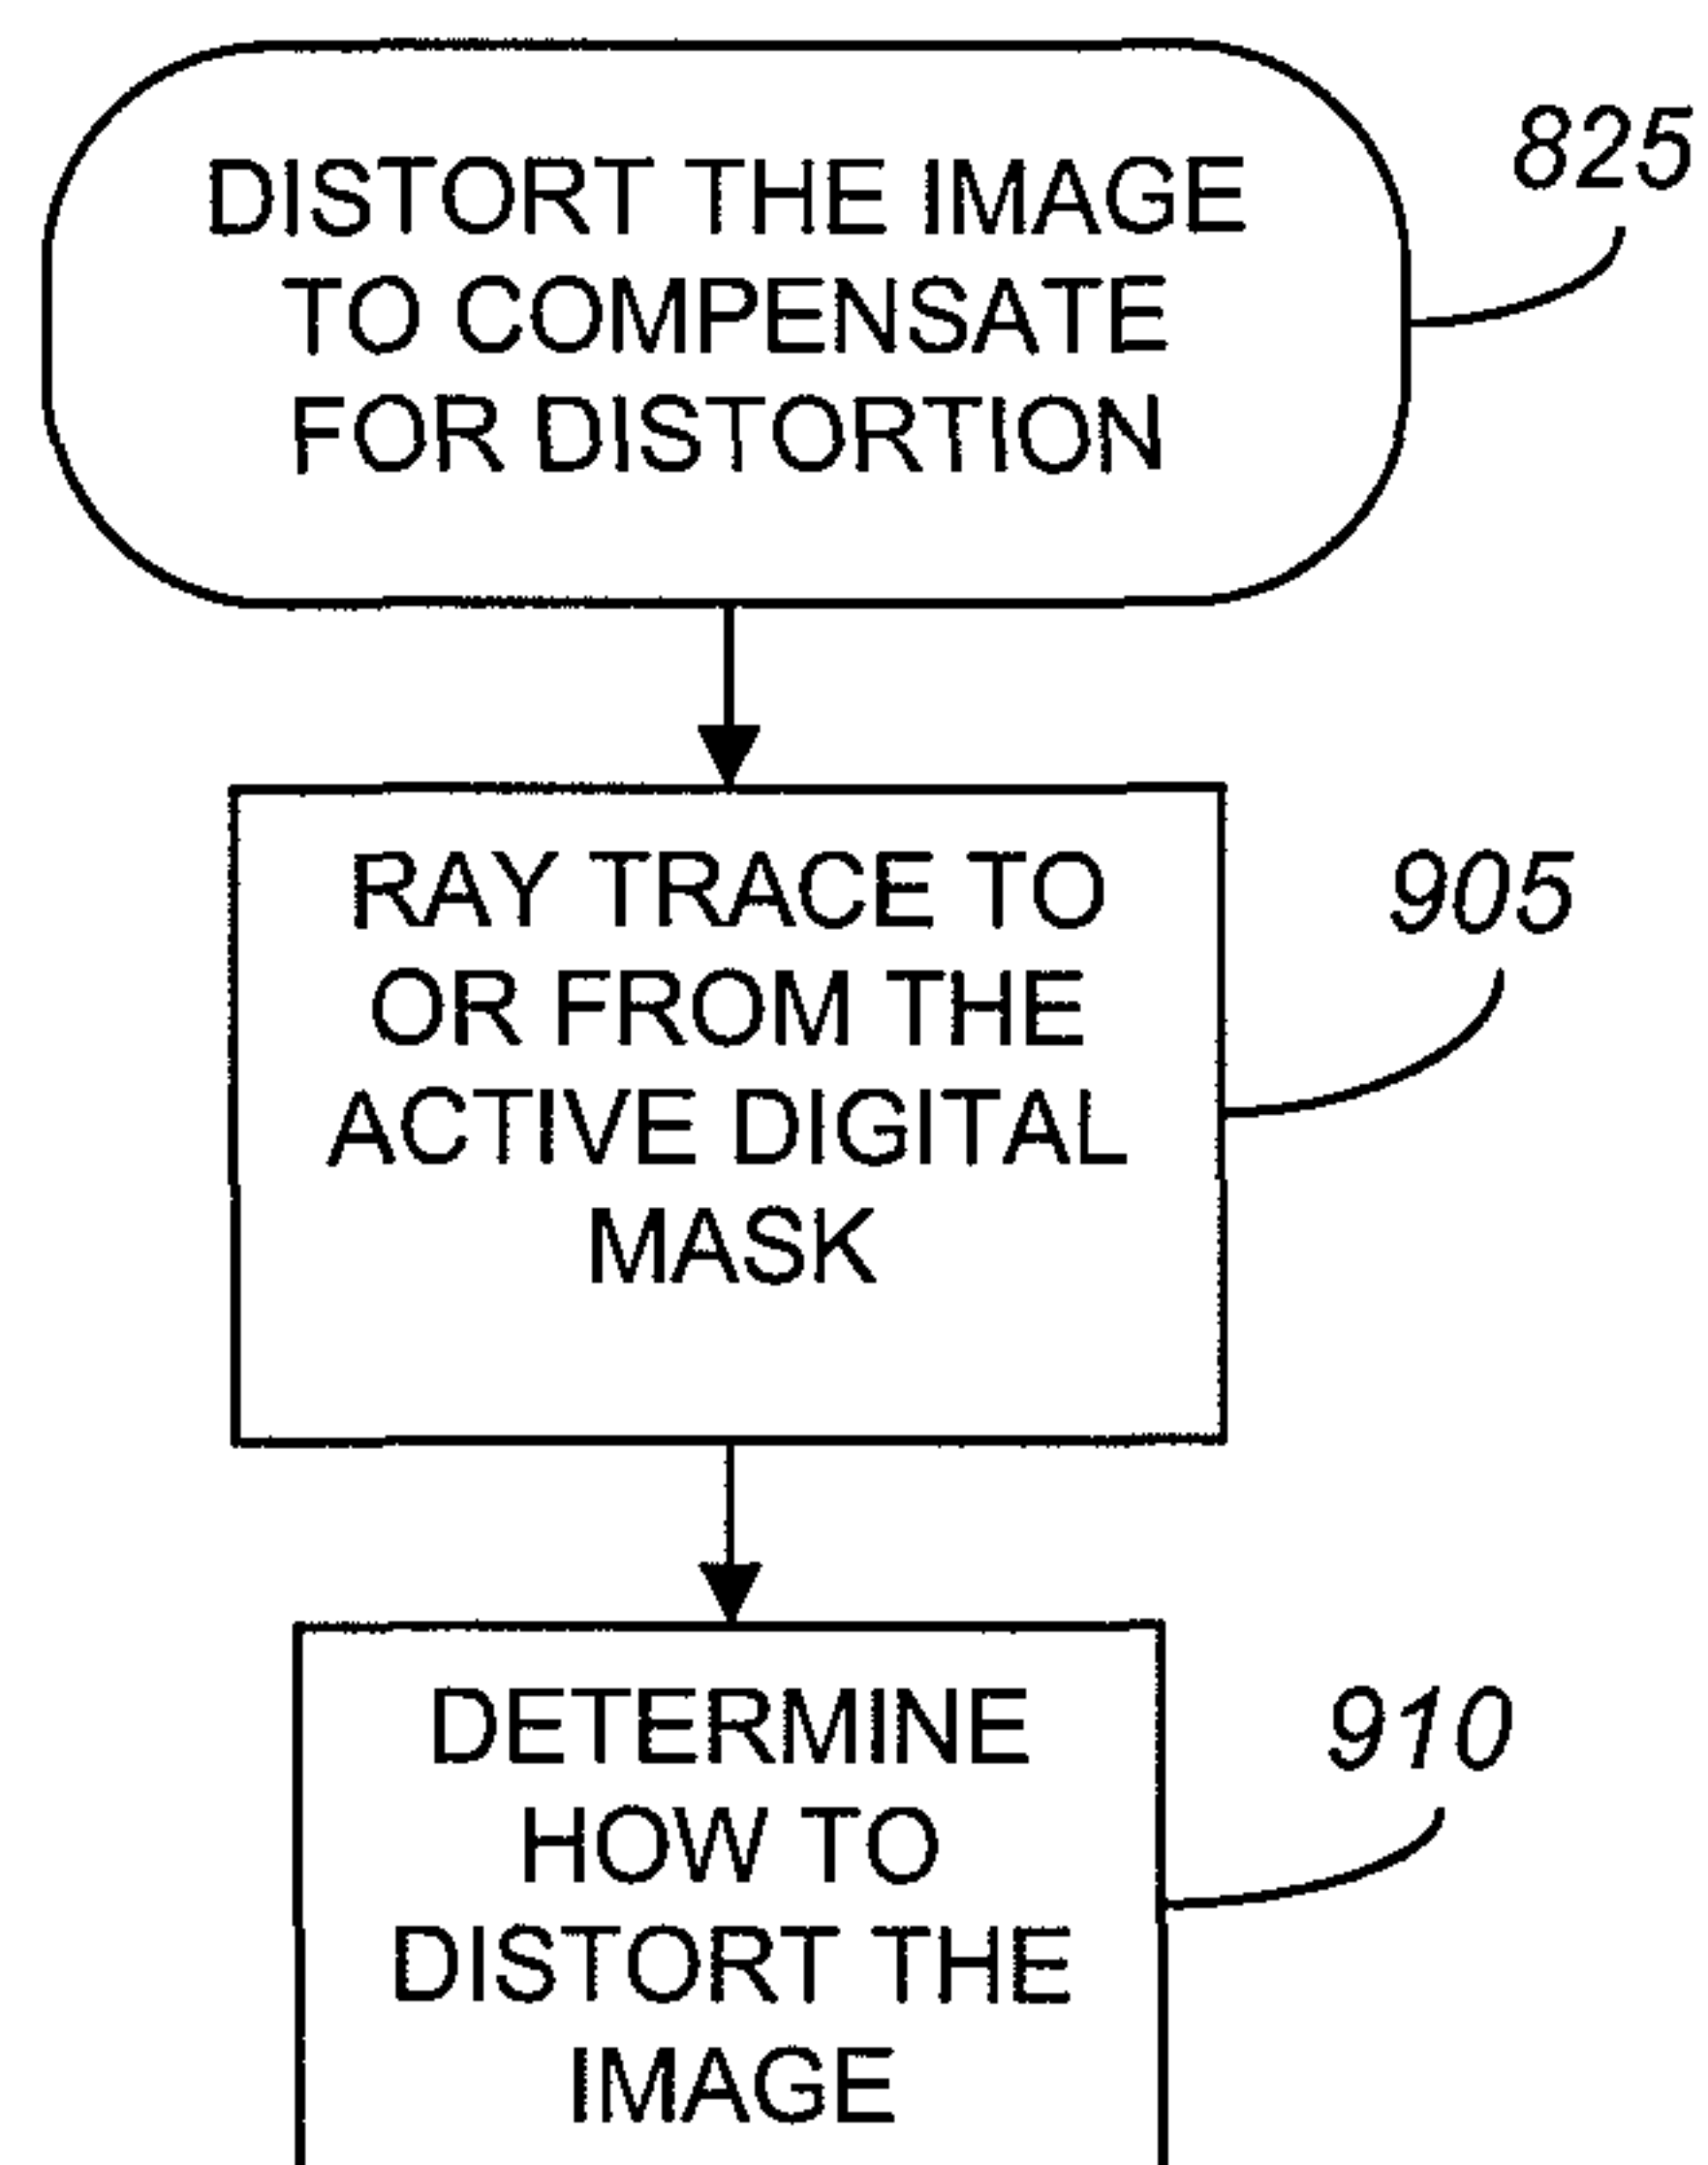 DISTORT THE IMAGE
TO COMPENSATE
FOR DISTORTION
825
RAY TRACE TO
OR FROM THE
ACTIVE DIGITAL
MASK
905
DETERMINE
HOW TO
DISTORT THE
IMAGE
910